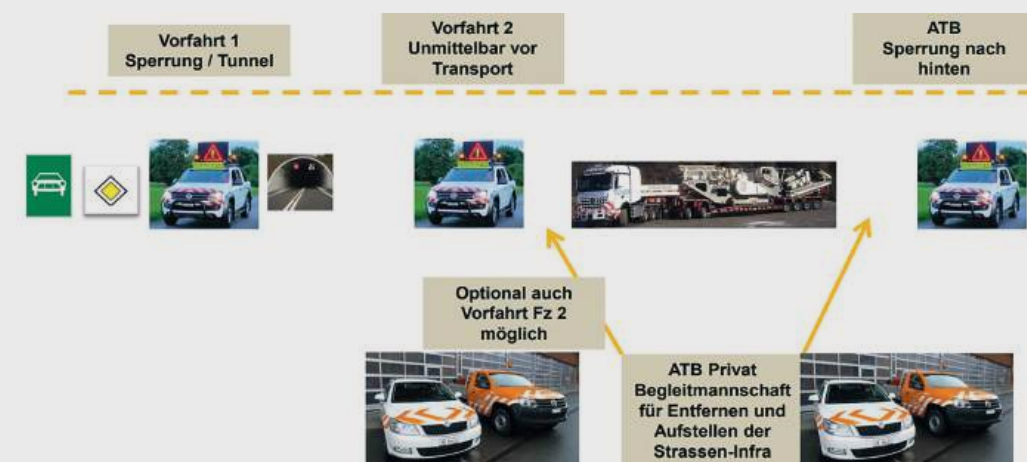 Vorfahrt 1
Sperrung / Tunnel
Vorfahrt 2
Unmittelbar vor
Transport
ATB
Sperrung nach
hinten
Optional auch
Vorfahrt Fz 2
möglich
ATB Privat
Begleitmannschaft
für Entfernen und
Aufstellen der
Strassen-Infra